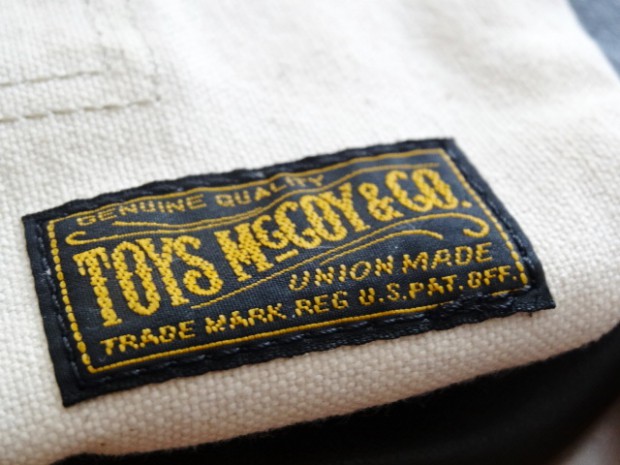 GENUINE QUALITY
TOYS McCOY & CO.
UNION MADE
TRADE MARK. REG U.S. PAT. OFF.